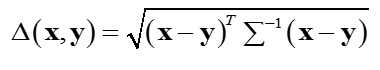 Δ(x,y) = √(x−y)ᵀ ∑⁻¹(x−y)